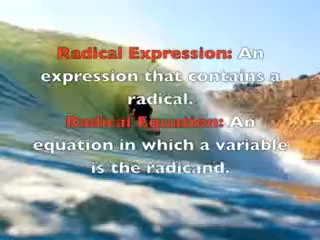 Radical Expression: An
expression that contains a
radical.
Radical Equation: An
equation in which a variable
is the radicand.